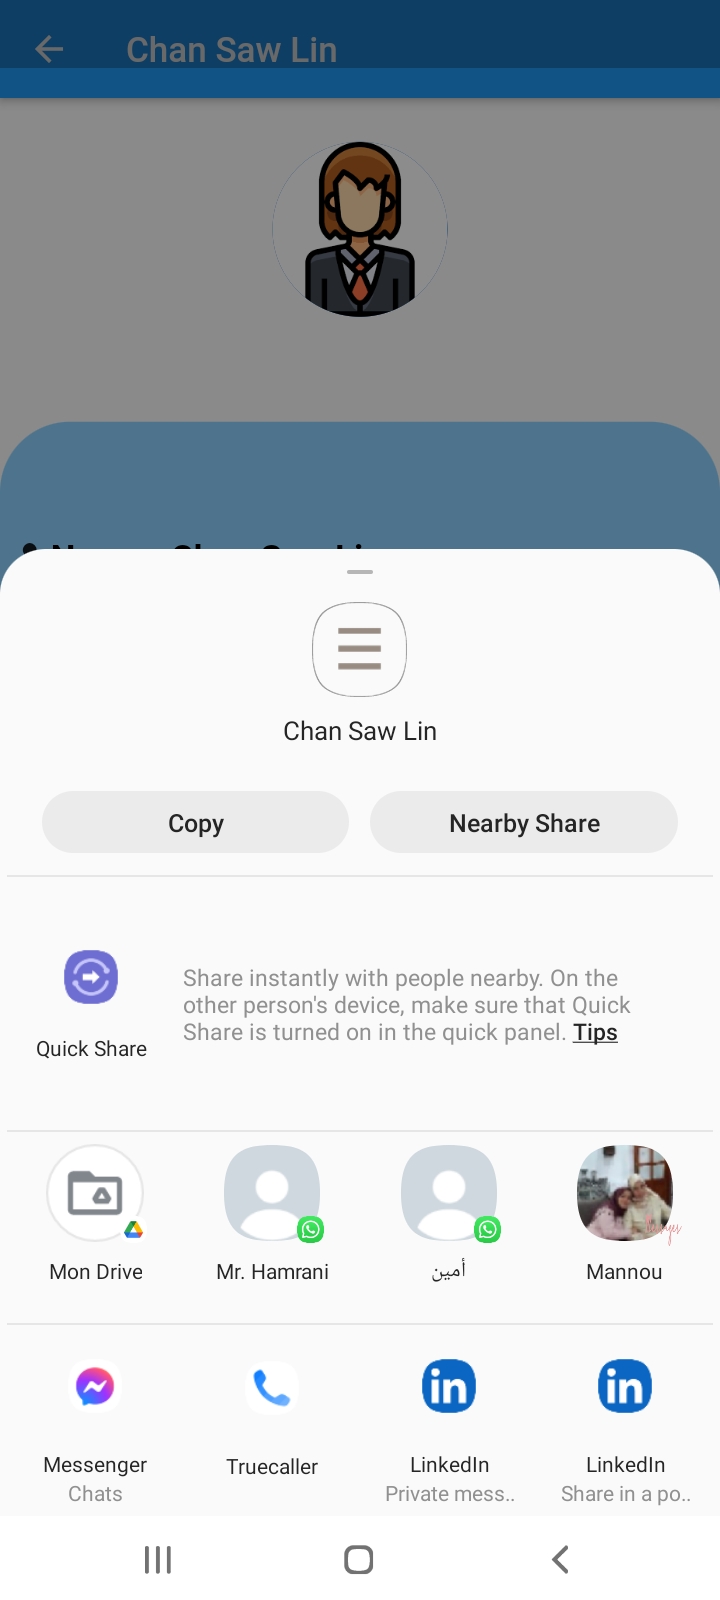 Chan Saw Lin
Chan Saw Lin
Copy
Nearby Share
Share instantly with people nearby. On the
other person's device, make sure that Quick
Share is turned on in the quick panel. Tips
Quick Share
Mon Drive
Mr. Hamrani
أمين
Mannou
Messenger
Chats
Truecaller
LinkedIn
Private mess..
LinkedIn
Share in a po..